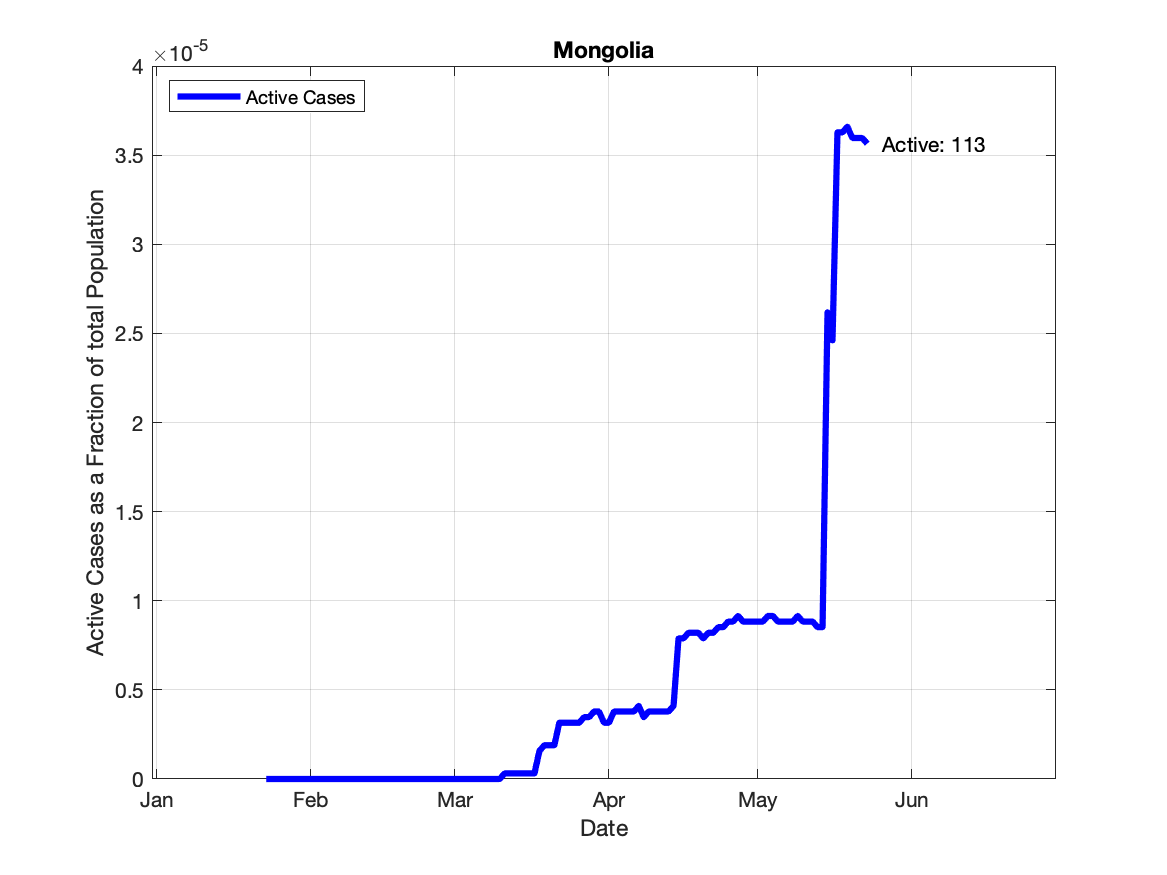 Mongolia
×10-5
Active Cases
Active: 113
4
3.5
3
2.5
2
1.5
1
0.5
0
Active Cases as a Fraction of total Population
Jan Feb Mar Apr May Jun
Date